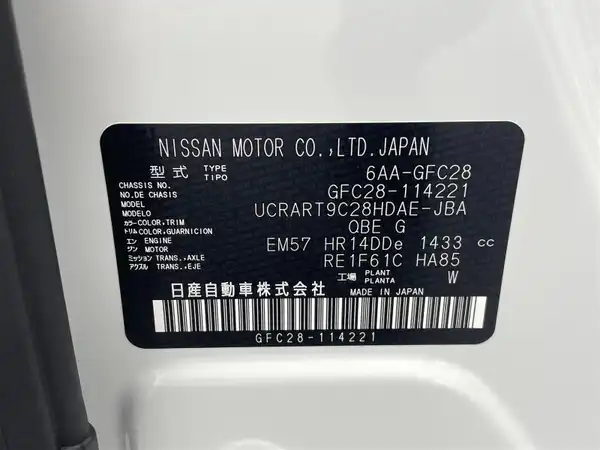 NISSAN MOTOR CO.,LTD.JAPAN
型式 TYPE TIPO 6AA-GFC28
CHASSIS NO. NO.DE CHASIS GFC28-114221
MODEL MODELO UCRART9C28HDAE-JBA
カラー COLOR,TRIM トリム COLOR,GUARNICION QBE G
エン ENGINE ジン MOTOR EM57 HR14DDe 1433 cc
ミッション TRANS.,AXLE アクスル TRANS.,EJE RE1F61C HA85
工場 PLANT PLANTA W
日産自動車株式会社 MADE IN JAPAN
GFC28-114221